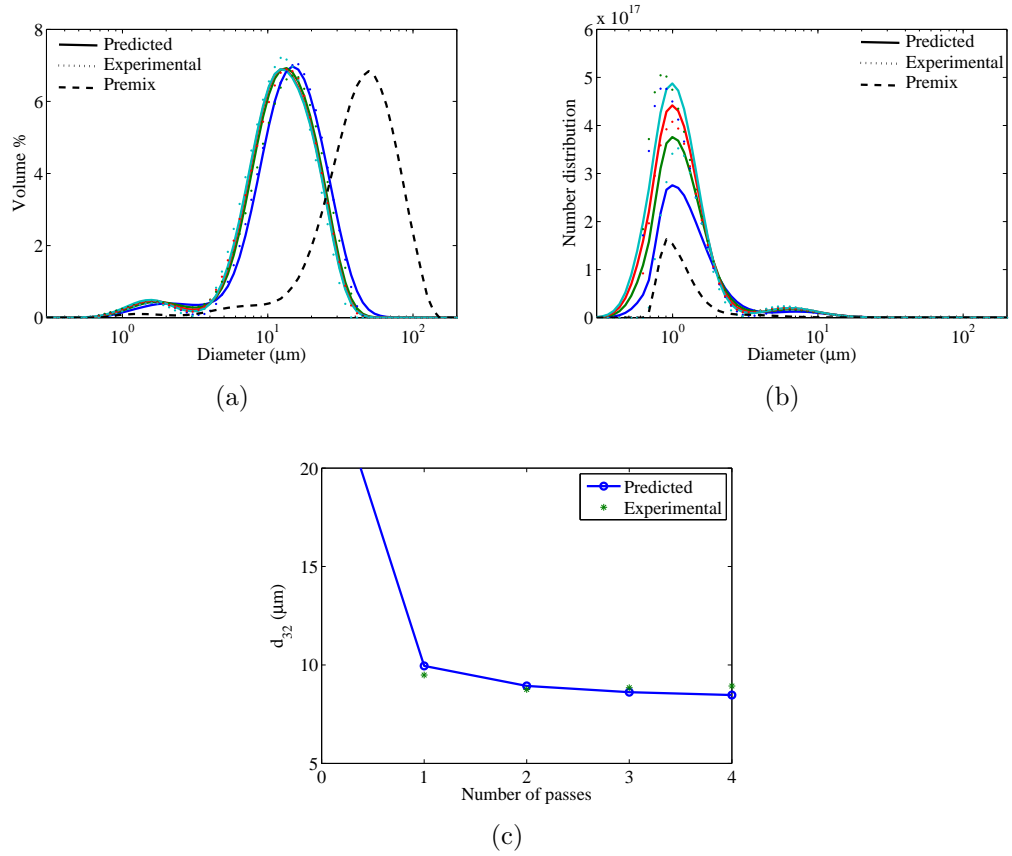 8
6
4
2
0
Volume %
Predicted
Experimental
Premix
10^0
10^1
10^2
Diameter (μm)
(a)
6 x 10^17
5
4
3
2
1
0
Number distribution
Predicted
Experimental
Premix
10^0
10^1
10^2
Diameter (μm)
(b)
20
15
10
5
d_32 (μm)
Predicted
Experimental
0
1
2
3
4
Number of passes
(c)